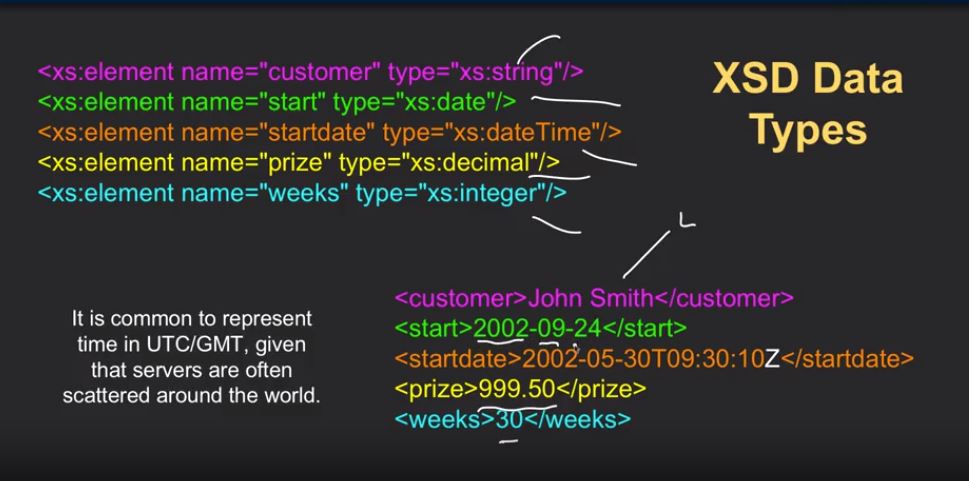 <xs:element name="customer" type="xs:string"/>
<xs:element name="start" type="xs:date"/>
<xs:element name="startdate" type="xs:dateTime"/>
<xs:element name="prize" type="xs:decimal"/>
<xs:element name="weeks" type="xs:integer"/>
XSD Data
Types
It is common to represent
time in UTC/GMT, given
that servers are often
scattered around the world.
<customer>John Smith</customer>
<start>2002-09-24</start>
<startdate>2002-05-30T09:30:10Z</startdate>
<prize>999.50</prize>
<weeks>30</weeks>